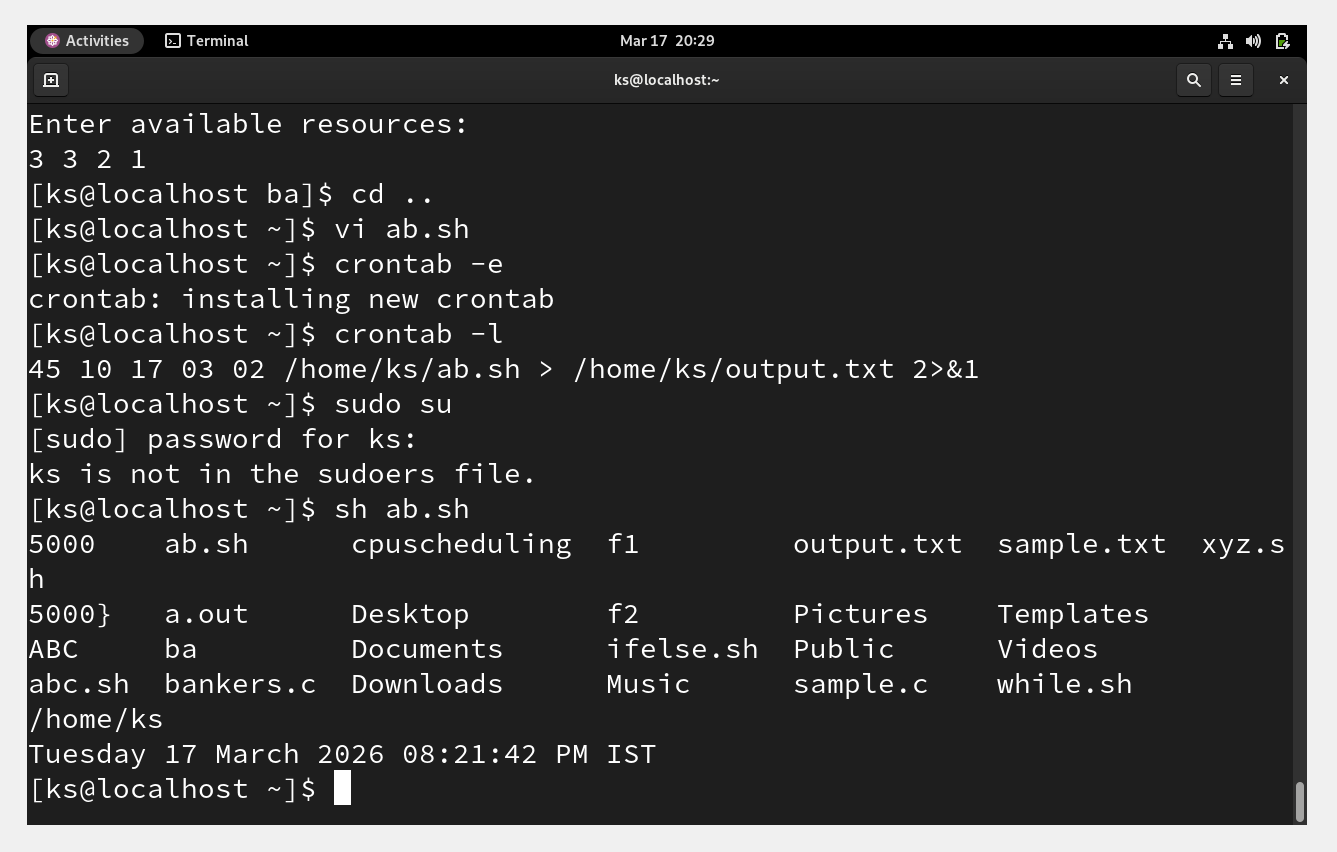 Activities Terminal Mar 17 20:29
ks@localhost:~
Enter available resources:
3 3 2 1
[ks@localhost ba]$ cd ..
[ks@localhost ~]$ vi ab.sh
[ks@localhost ~]$ crontab -e
crontab: installing new crontab
[ks@localhost ~]$ crontab -l
45 10 17 03 02 /home/ks/ab.sh > /home/ks/output.txt 2>&1
[ks@localhost ~]$ sudo su
[sudo] password for ks:
ks is not in the sudoers file.
[ks@localhost ~]$ sh ab.sh
5000 ab.sh cpuscheduling f1 output.txt sample.txt xyz.s
h
5000} a.out Desktop f2 Pictures Templates
ABC ba Documents ifelse.sh Public Videos
abc.sh bankers.c Downloads Music sample.c while.sh
/home/ks
Tuesday 17 March 2026 08:21:42 PM IST
[ks@localhost ~]$